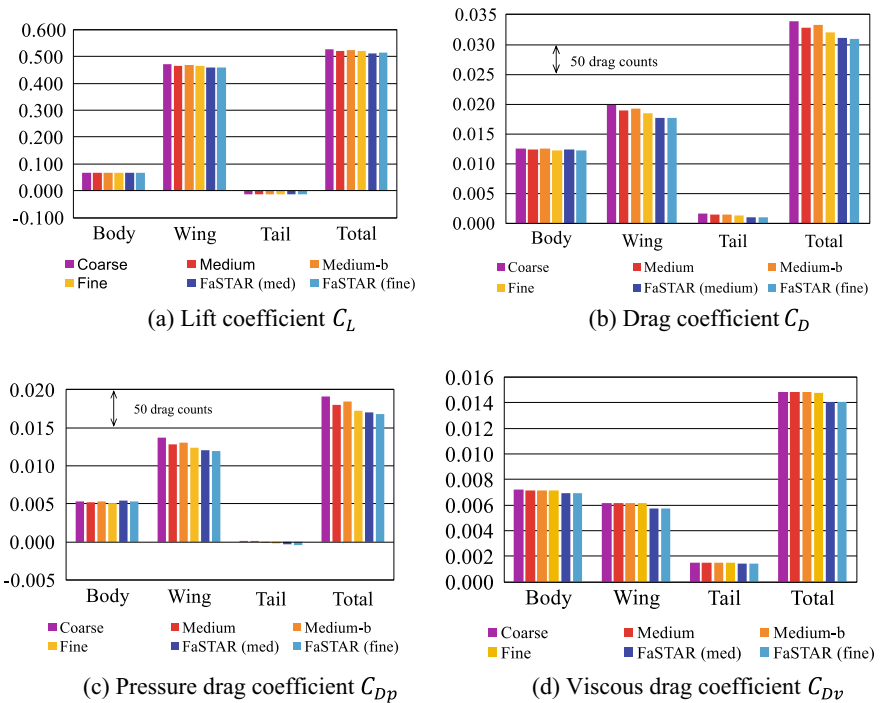 0.600
0.500
0.400
0.300
0.200
0.100
0.000
-0.100
Body Wing Tail Total
Coarse Medium Medium-b
Fine FaSTAR (med) FaSTAR (fine)
(a) Lift coefficient C_L
0.035
0.030
0.025
0.020
0.015
0.010
0.005
0.000
50 drag counts
Body Wing Tail Total
Coarse Medium Medium-b
Fine FaSTAR (medium) FaSTAR (fine)
(b) Drag coefficient C_D
0.020
0.015
0.010
0.005
0.000
-0.005
50 drag counts
Body Wing Tail Total
Coarse Medium Medium-b
Fine FaSTAR (med) FaSTAR (fine)
(c) Pressure drag coefficient C_{Dp}
0.016
0.014
0.012
0.010
0.008
0.006
0.004
0.002
0.000
Body Wing Tail Total
Coarse Medium Medium-b
Fine FaSTAR (med) FaSTAR (fine)
(d) Viscous drag coefficient C_{Dv}